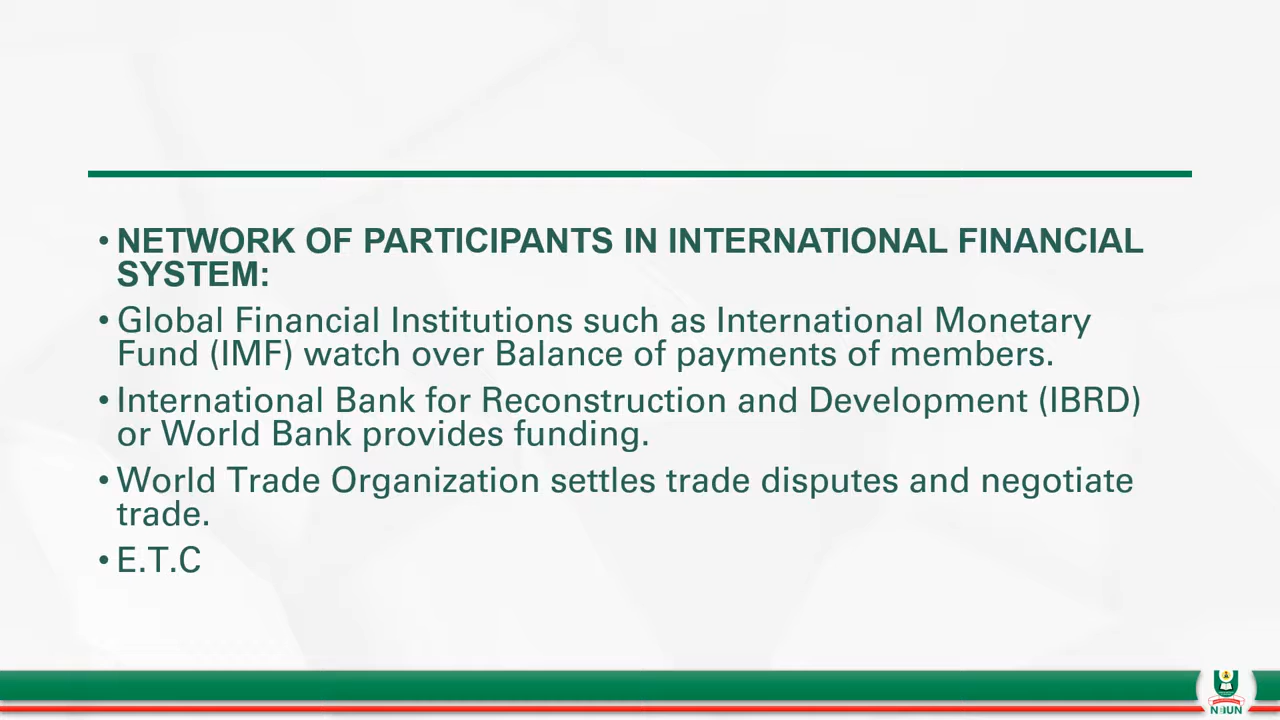 • NETWORK OF PARTICIPANTS IN INTERNATIONAL FINANCIAL
SYSTEM:
• Global Financial Institutions such as International Monetary
Fund (IMF) watch over Balance of payments of members.
• International Bank for Reconstruction and Development (IBRD)
or World Bank provides funding.
• World Trade Organization settles trade disputes and negotiate
trade.
• E.T.C
NOUN